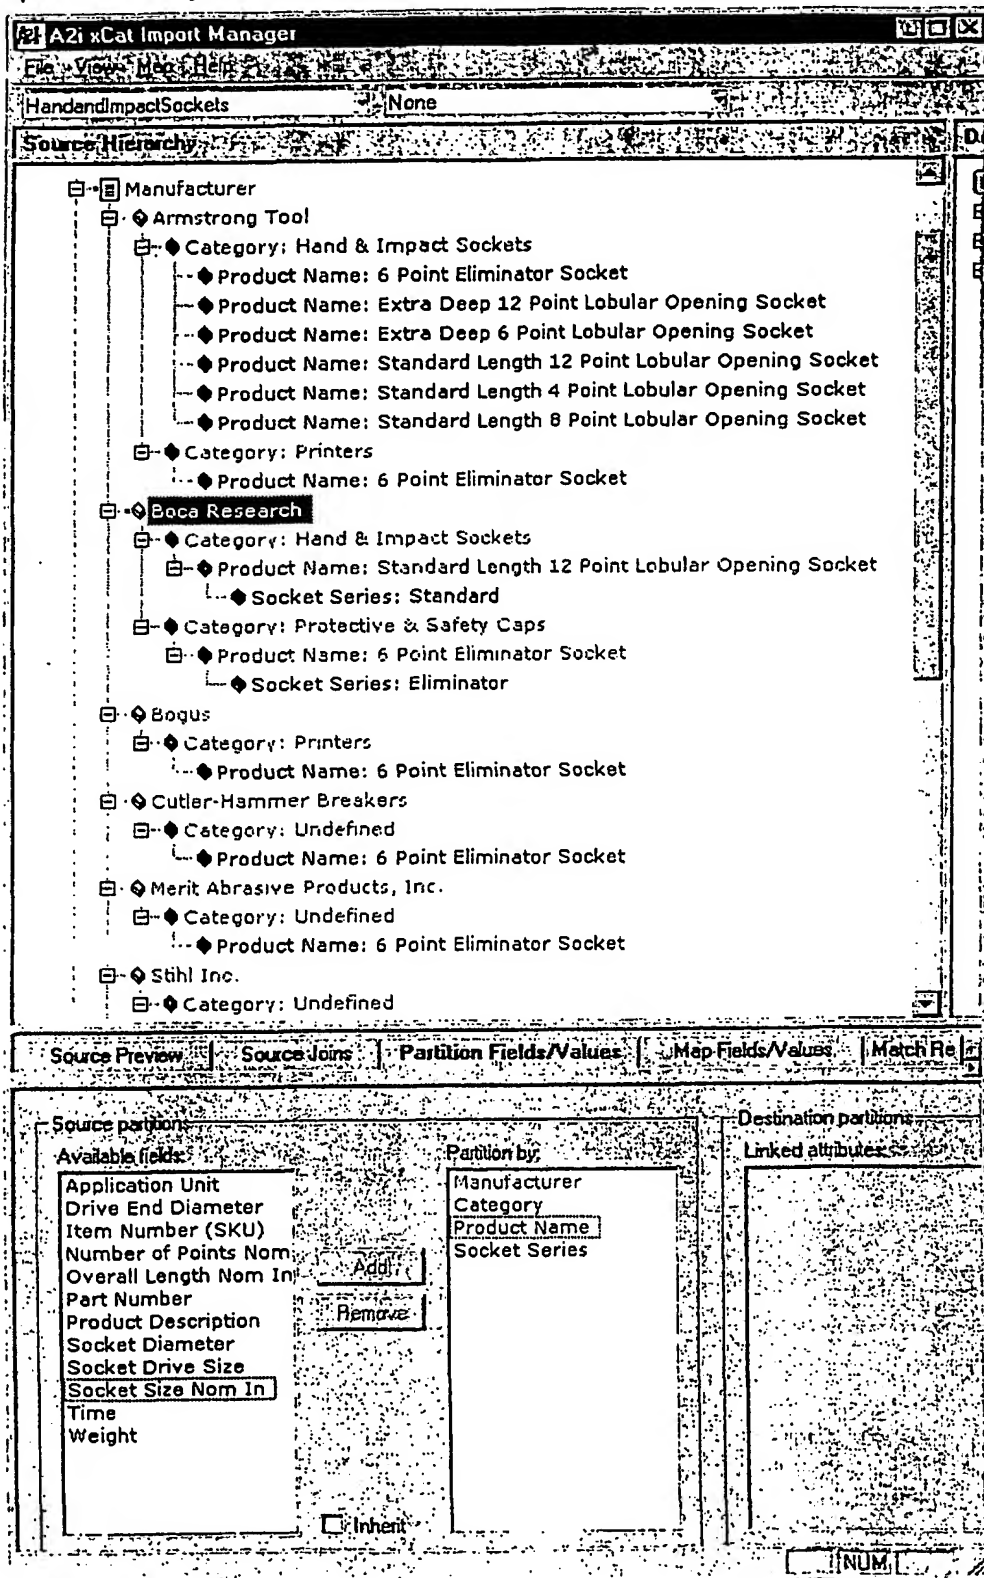 A2i xCat Import Manager
File View Map Help
HandandImpactSockets None
Source Hierarchy
Manufacturer
Armstrong Tool
Category: Hand & Impact Sockets
Product Name: 6 Point Eliminator Socket
Product Name: Extra Deep 12 Point Lobular Opening Socket
Product Name: Extra Deep 6 Point Lobular Opening Socket
Product Name: Standard Length 12 Point Lobular Opening Socket
Product Name: Standard Length 4 Point Lobular Opening Socket
Product Name: Standard Length 8 Point Lobular Opening Socket
Category: Printers
Product Name: 6 Point Eliminator Socket
Boca Research
Category: Hand & Impact Sockets
Product Name: Standard Length 12 Point Lobular Opening Socket
Socket Series: Standard
Category: Protective & Safety Caps
Product Name: 6 Point Eliminator Socket
Socket Series: Eliminator
Bogus
Category: Printers
Product Name: 6 Point Eliminator Socket
Cutler-Hammer Breakers
Category: Undefined
Product Name: 6 Point Eliminator Socket
Merit Abrasive Products, Inc.
Category: Undefined
Product Name: 6 Point Eliminator Socket
Stihl Inc.
Category: Undefined
Source Preview Source Joins Partition Fields/Values Map Fields/Values Match Re
Source partitions
Available fields:
Application Unit
Drive End Diameter
Item Number (SKU)
Number of Points Nom
Overall Length Nom In
Part Number
Product Description
Socket Diameter
Socket Drive Size
Socket Size Nom In
Time
Weight
Add
Remove
Inherit
Partition by:
Manufacturer
Category
Product Name
Socket Series
Destination partitions
Linked attributes:
NUM